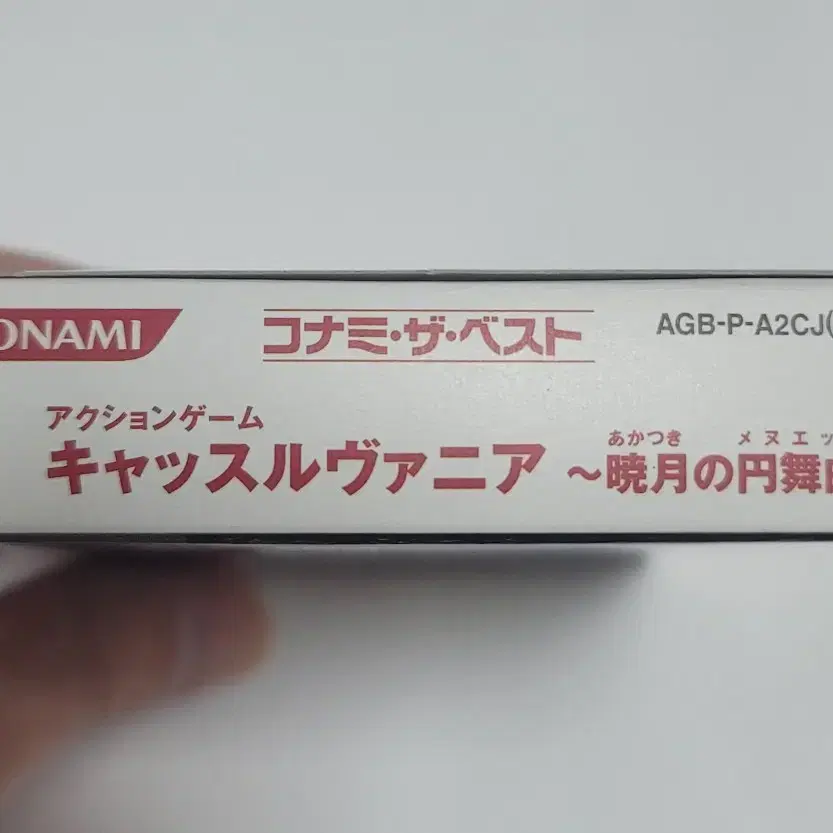 ONAMI
コナミ・ザ・ベスト
AGB-P-A2CJ(
アクションゲーム
あかつき メヌエッ
キャッスルヴァニア ～暁月の円舞